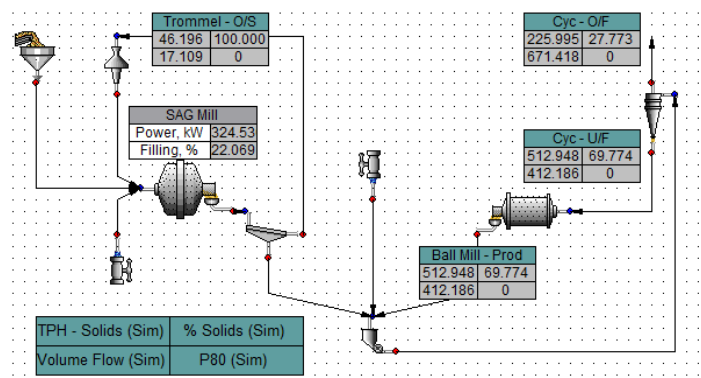 Trommel - O/S
46.196 100.000
17.109 0
Cyc - O/F
225.995 27.773
671.418 0
SAG Mill
Power, kW 324.53
Filling, % 22.069
Cyc - U/F
512.948 69.774
412.186 0
Ball Mill - Prod
512.948 69.774
412.186 0
TPH - Solids (Sim) % Solids (Sim)
Volume Flow (Sim) P80 (Sim)